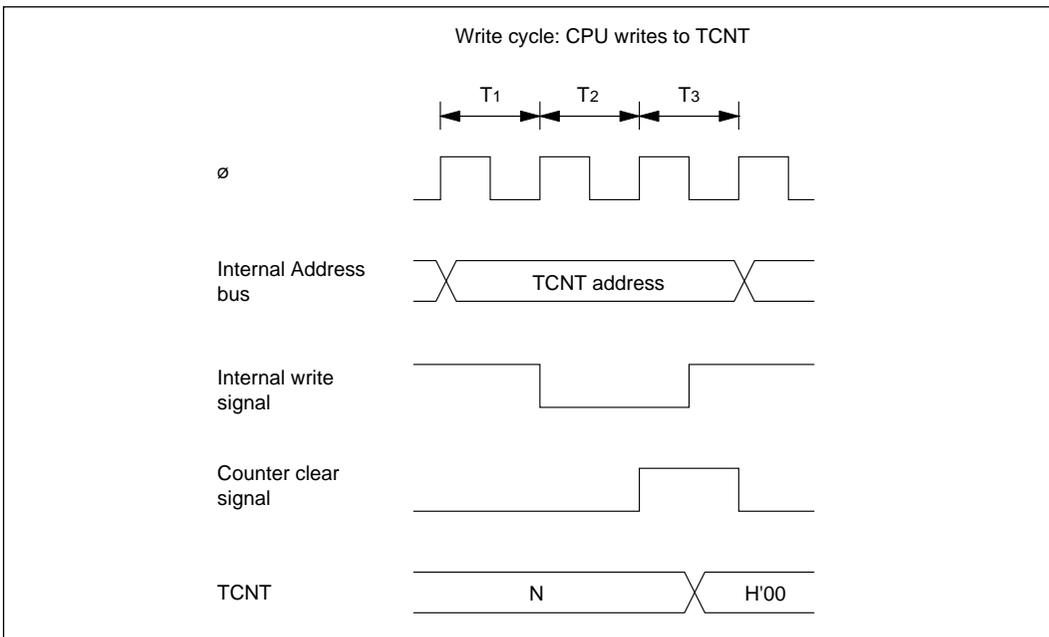 Write cycle: CPU writes to TCNT
T1 T2 T3
ø
Internal Address
bus
TCNT address
Internal write
signal
Counter clear
signal
TCNT
N
H'00